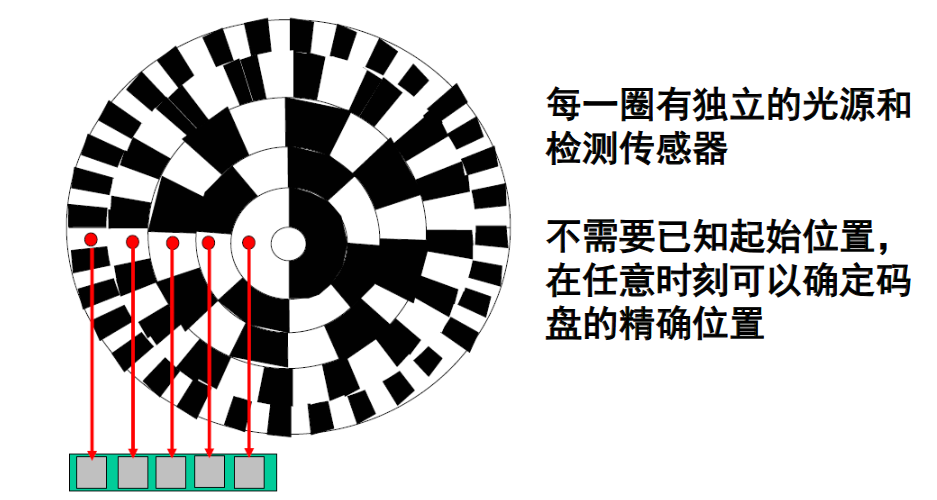 每一圈有独立的光源和
检测传感器
不需要已知起始位置，
在任意时刻可以确定码
盘的精确位置